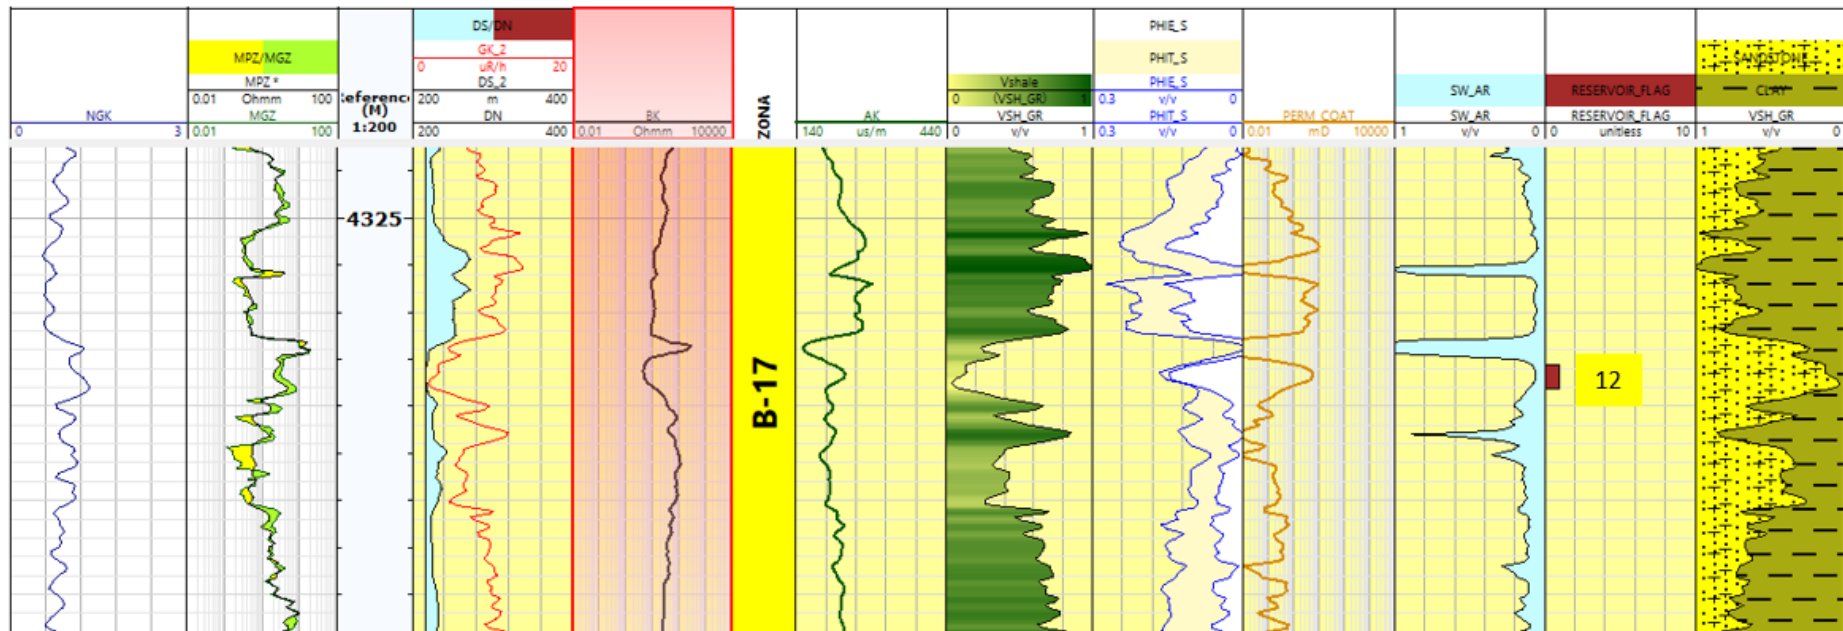 NGK
0 3
MPZ/MGZ
MPZ *
0.01 Ohmm 100
MGZ
0.01 100
Reference
(M)
1:200
DS/DN
GK_2
0 uR/h 20
DS_2
200 m 400
DN
200 400
BK
0.01 Ohmm 10000
ZONA
AK
140 us/m 440
Vshale
0 (VSH_GR) 1
VSH_GR
0 v/v 1
PHIE_S
PHIT_S
PHIE_S
0.3 v/v 0
PHIT_S
0.3 v/v 0
PERM_COAT
0.01 mD 10000
SW_AR
SW_AR
1 v/v 0
RESERVOIR_FLAG
RESERVOIR_FLAG
0 unitless 10
SANDSTONE
CLAY
VSH_GR
1 v/v 0
4325
B-17
12